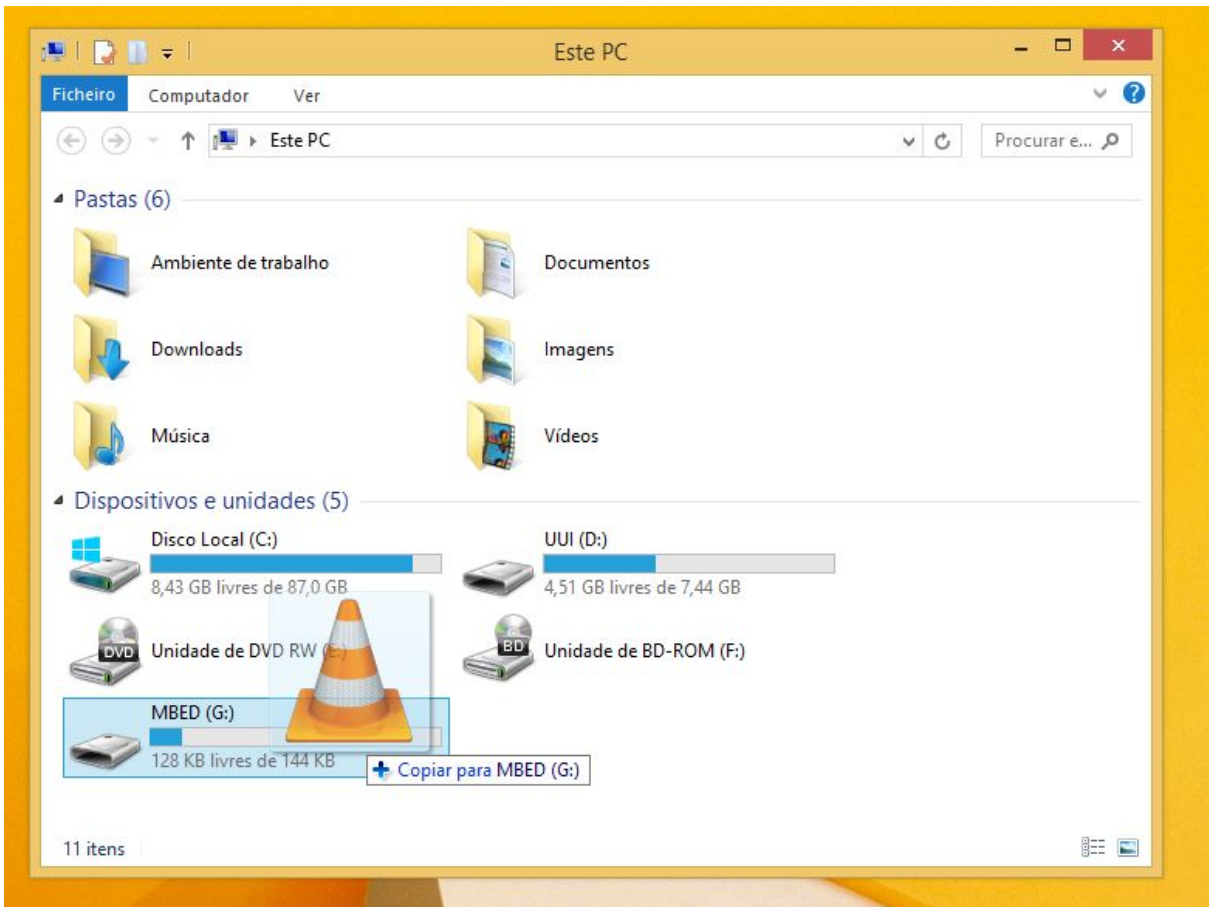 Este PC
Ficheiro Computador Ver
Este PC Procurar e...
Pastas (6)
Ambiente de trabalho Documentos
Downloads Imagens
Música Vídeos
Dispositivos e unidades (5)
Disco Local (C:) UUI (D:)
8,43 GB livres de 87,0 GB 4,51 GB livres de 7,44 GB
DVD Unidade de DVD RW (E:) BD Unidade de BD-ROM (F:)
MBED (G:)
128 KB livres de 144 KB
Copiar para MBED (G:)
11 itens